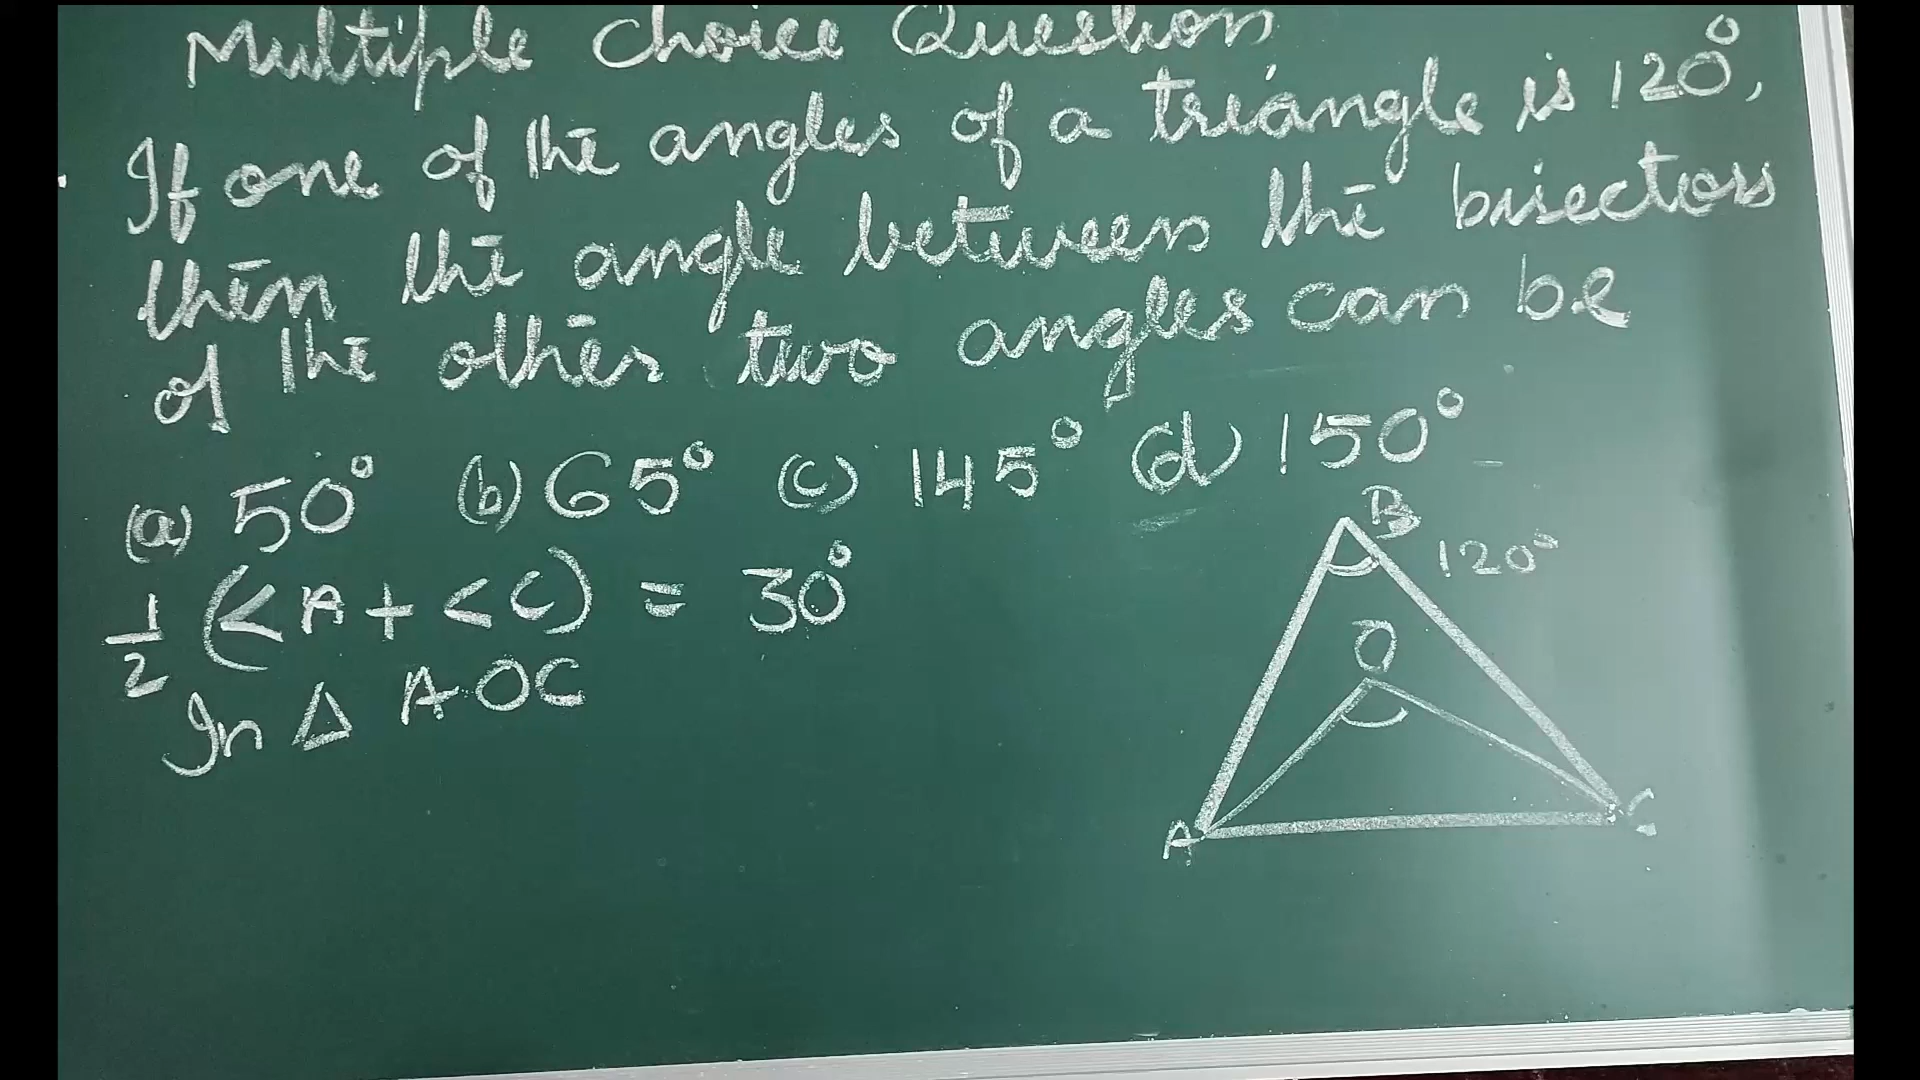 Multiple Choice Question
If one of the angles of a triangle is 120°,
then the angle between the bisectors
of the other two angles can be
(a) 50° (b) 65° (c) 145° (d) 150°
1/2 (<A + <C) = 30°
In △ AOC
B
120°
O
A
C